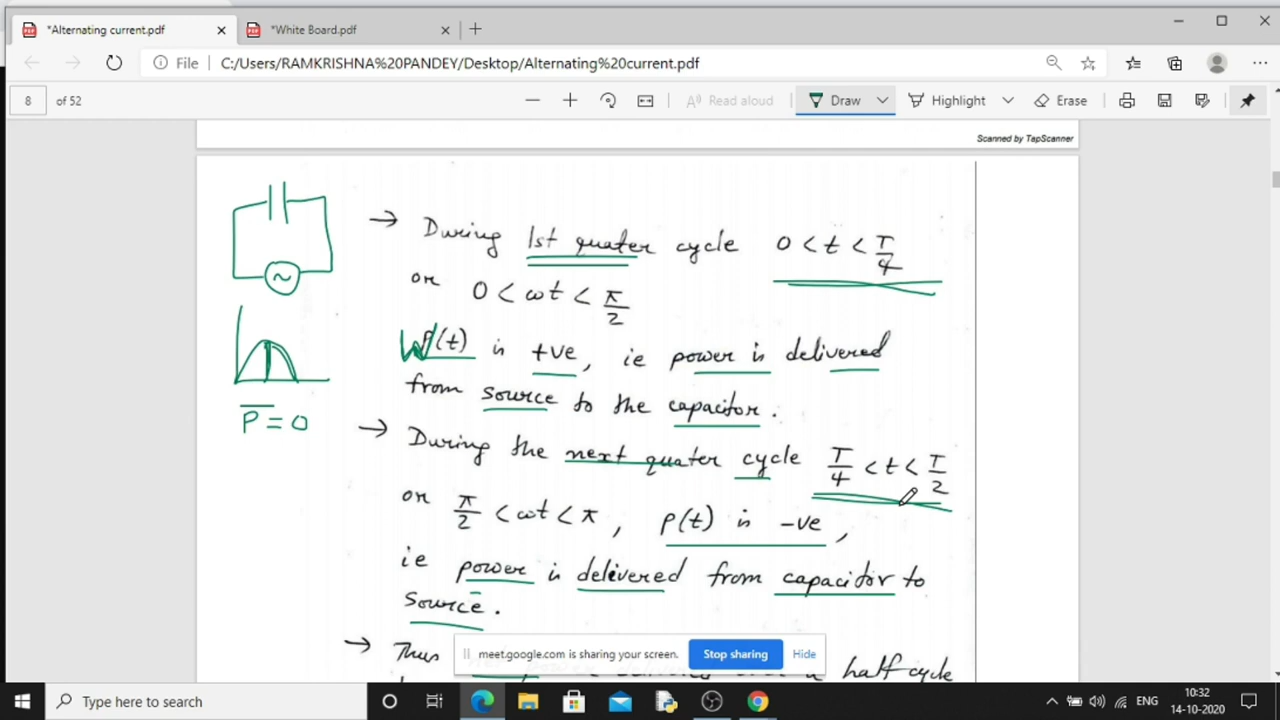 *Alternating current.pdf
*White Board.pdf
File C:/Users/RAMKRISHNA%20PANDEY/Desktop/Alternating%20current.pdf
8 of 52
Read aloud
Draw
Highlight
Erase
Scanned by TapScanner
→ During 1st quater cycle 0 < t < T/4
or 0 < ωt < π/2
P(t) is +ve, ie power is delivered
from source to the capacitor.
P = 0
→ During the next quater cycle T/4 < t < T/2
or π/2 < ωt < π, P(t) is -ve,
ie power is delivered from capacitor to
source.
→ Thus
half cycle
meet.google.com is sharing your screen.
Stop sharing
Hide
Type here to search
ENG
10:32
14-10-2020